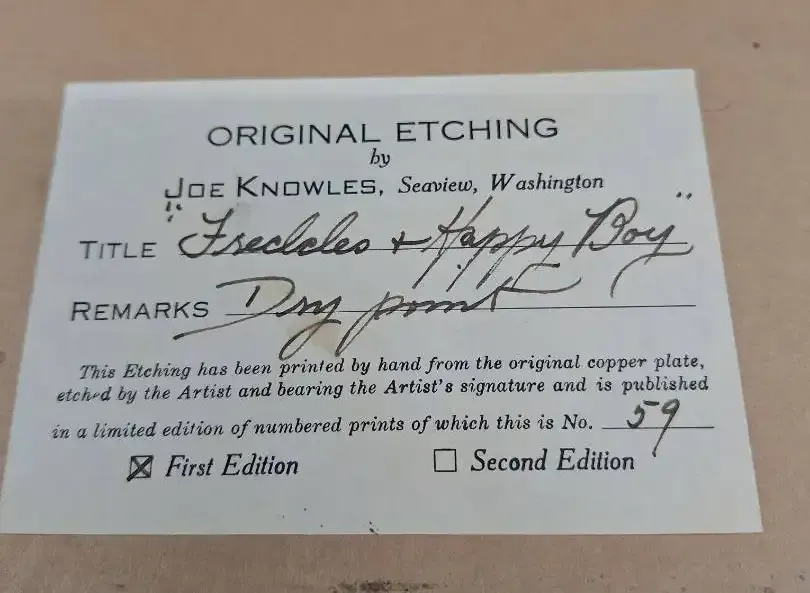 ORIGINAL ETCHING
by
JOE KNOWLES, Seaview, Washington
TITLE "Freckles + Happy Boy"
REMARKS Dry point
This Etching has been printed by hand from the original copper plate,
etched by the Artist and bearing the Artist's signature and is published
in a limited edition of numbered prints of which this is No. 59
☒ First Edition ☐ Second Edition